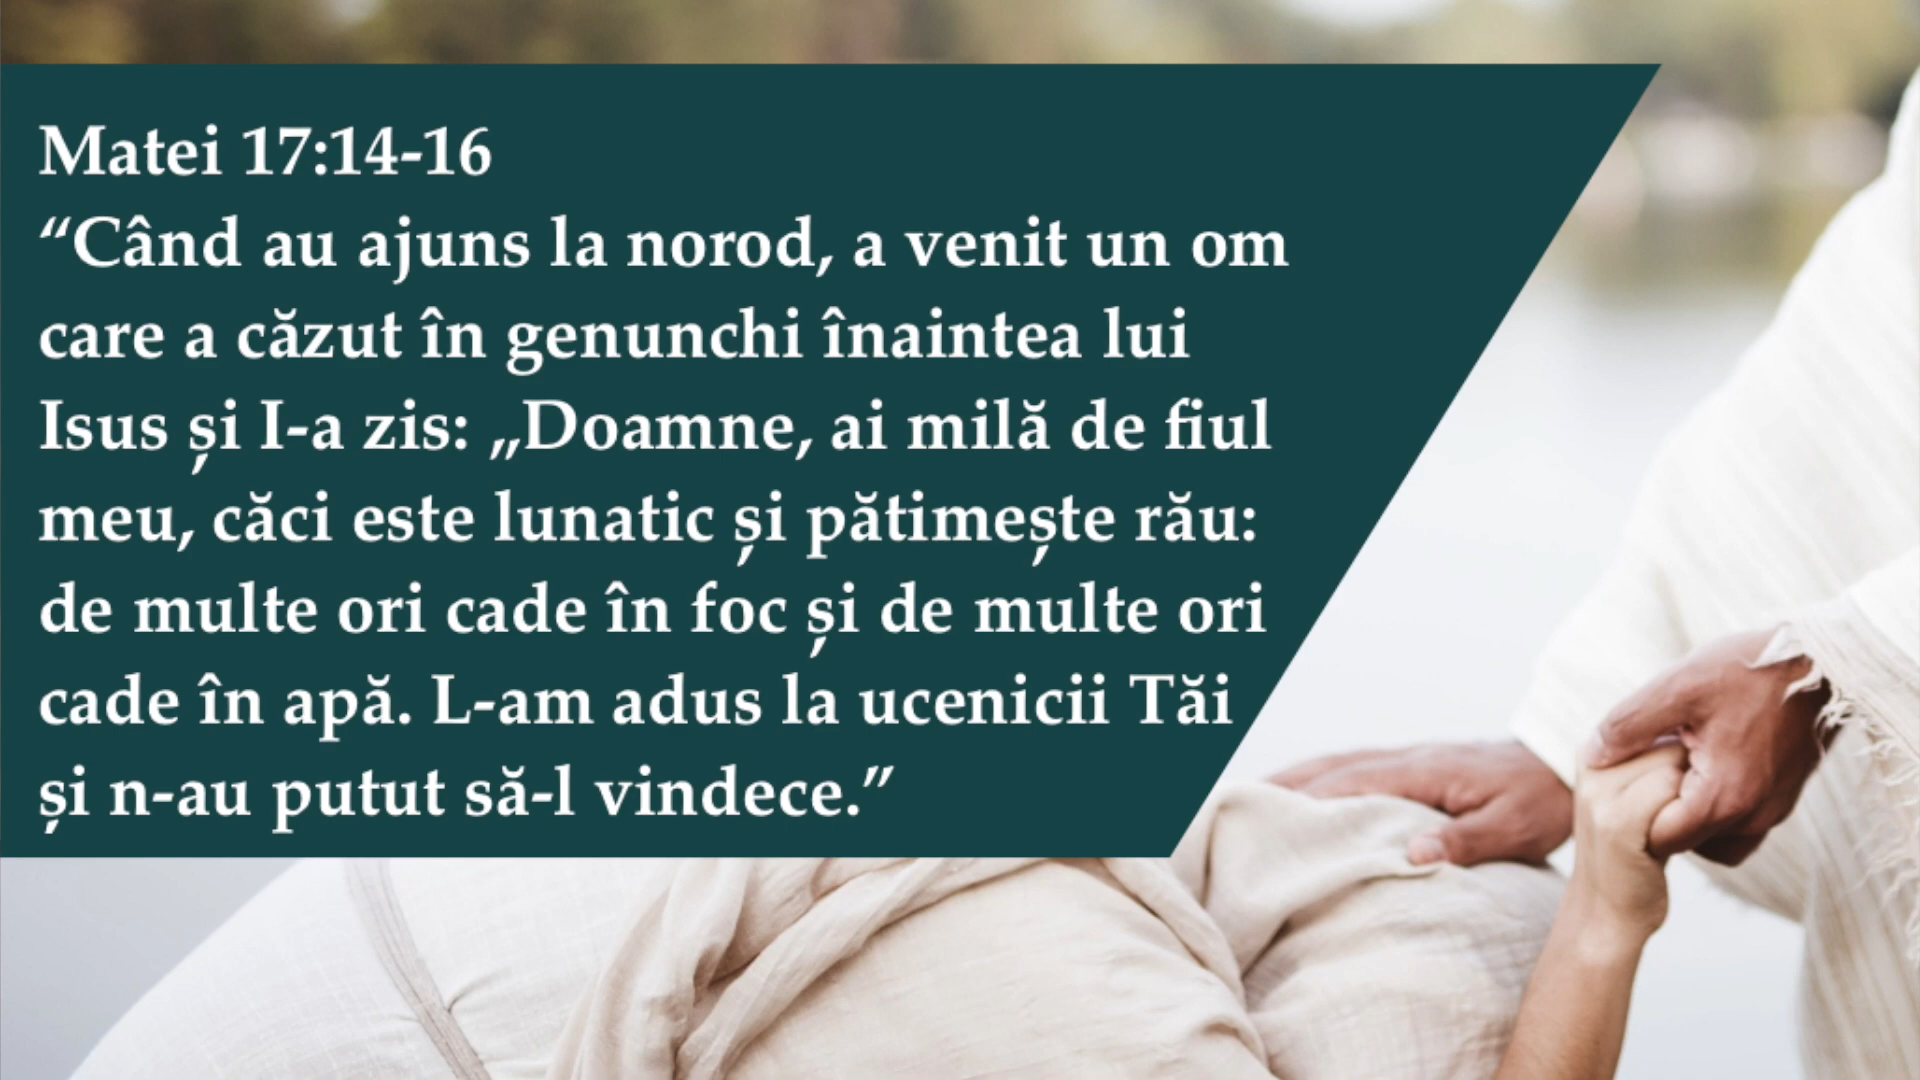 Matei 17:14-16
“Când au ajuns la norod, a venit un om
care a căzut în genunchi înaintea lui
Isus și I-a zis: „Doamne, ai milă de fiul
meu, căci este lunatic și pătimește rău:
de multe ori cade în foc și de multe ori
cade în apă. L-am adus la ucenicii Tăi
și n-au putut să-l vindece.”